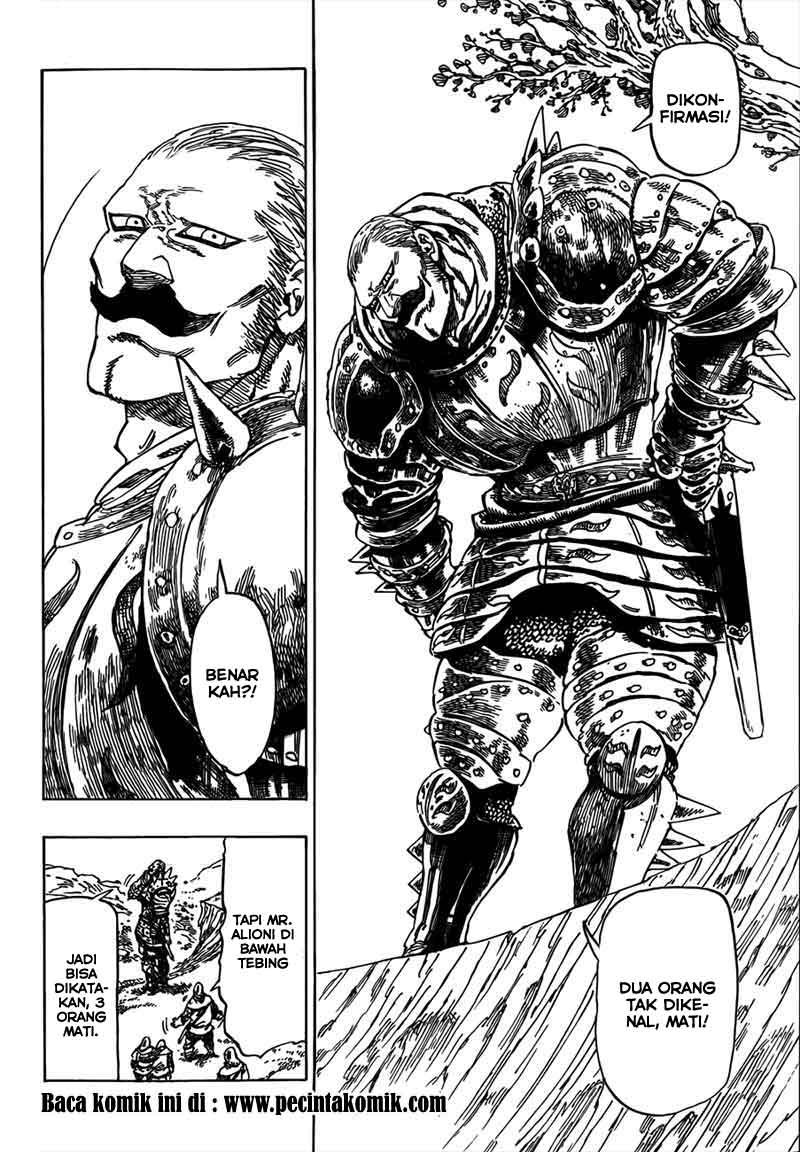 DIKON-
FIRMASI!
DUA ORANG
TAK DIKE-
NAL, MATI!
BENAR
KAH?!
TAPI MR.
ALIONI DI
BAWAH
TEBING
JADI
BISA
DIKATA-
KAN, 3
ORANG
MATI.
Baca komik ini di : www.pecintakomik.com